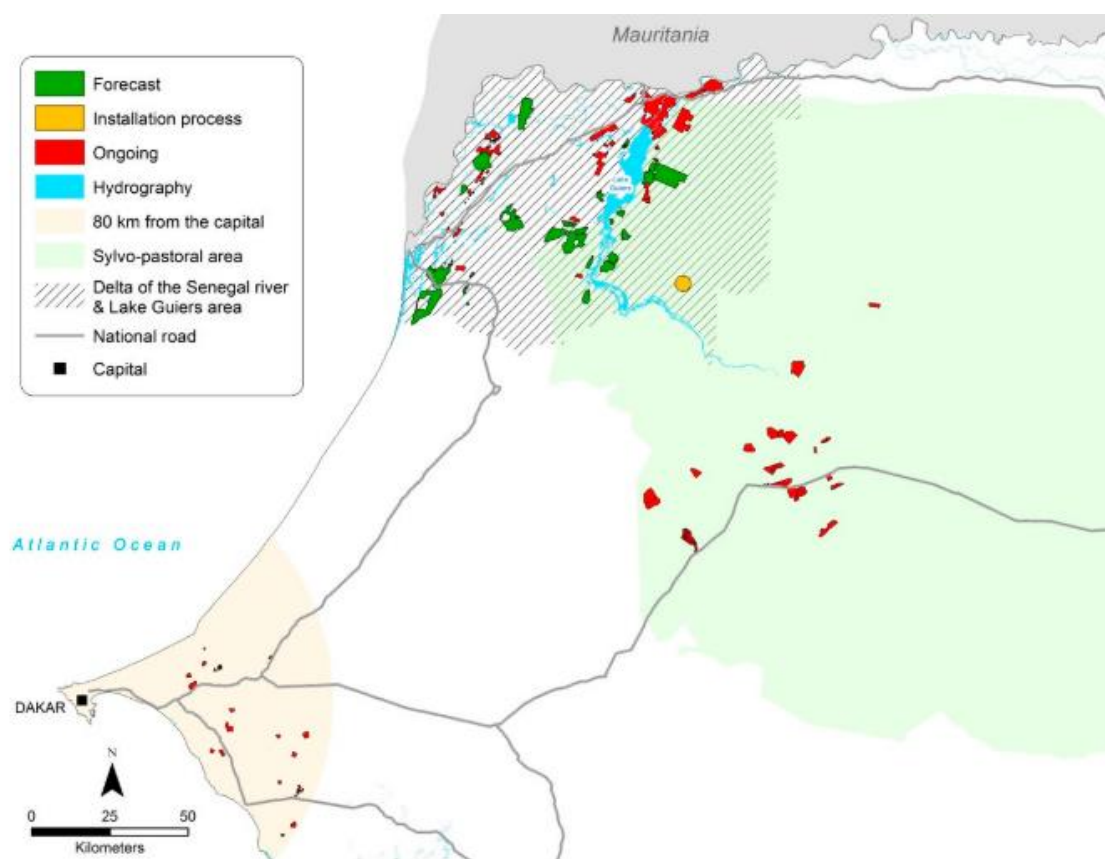 Mauritania
Forecast
Installation process
Ongoing
Hydrography
80 km from the capital
Sylvo-pastoral area
Delta of the Senegal river
& Lake Guiers area
National road
Capital
Lake
Guiers
Atlantic Ocean
DAKAR
N
0 25 50
Kilometers